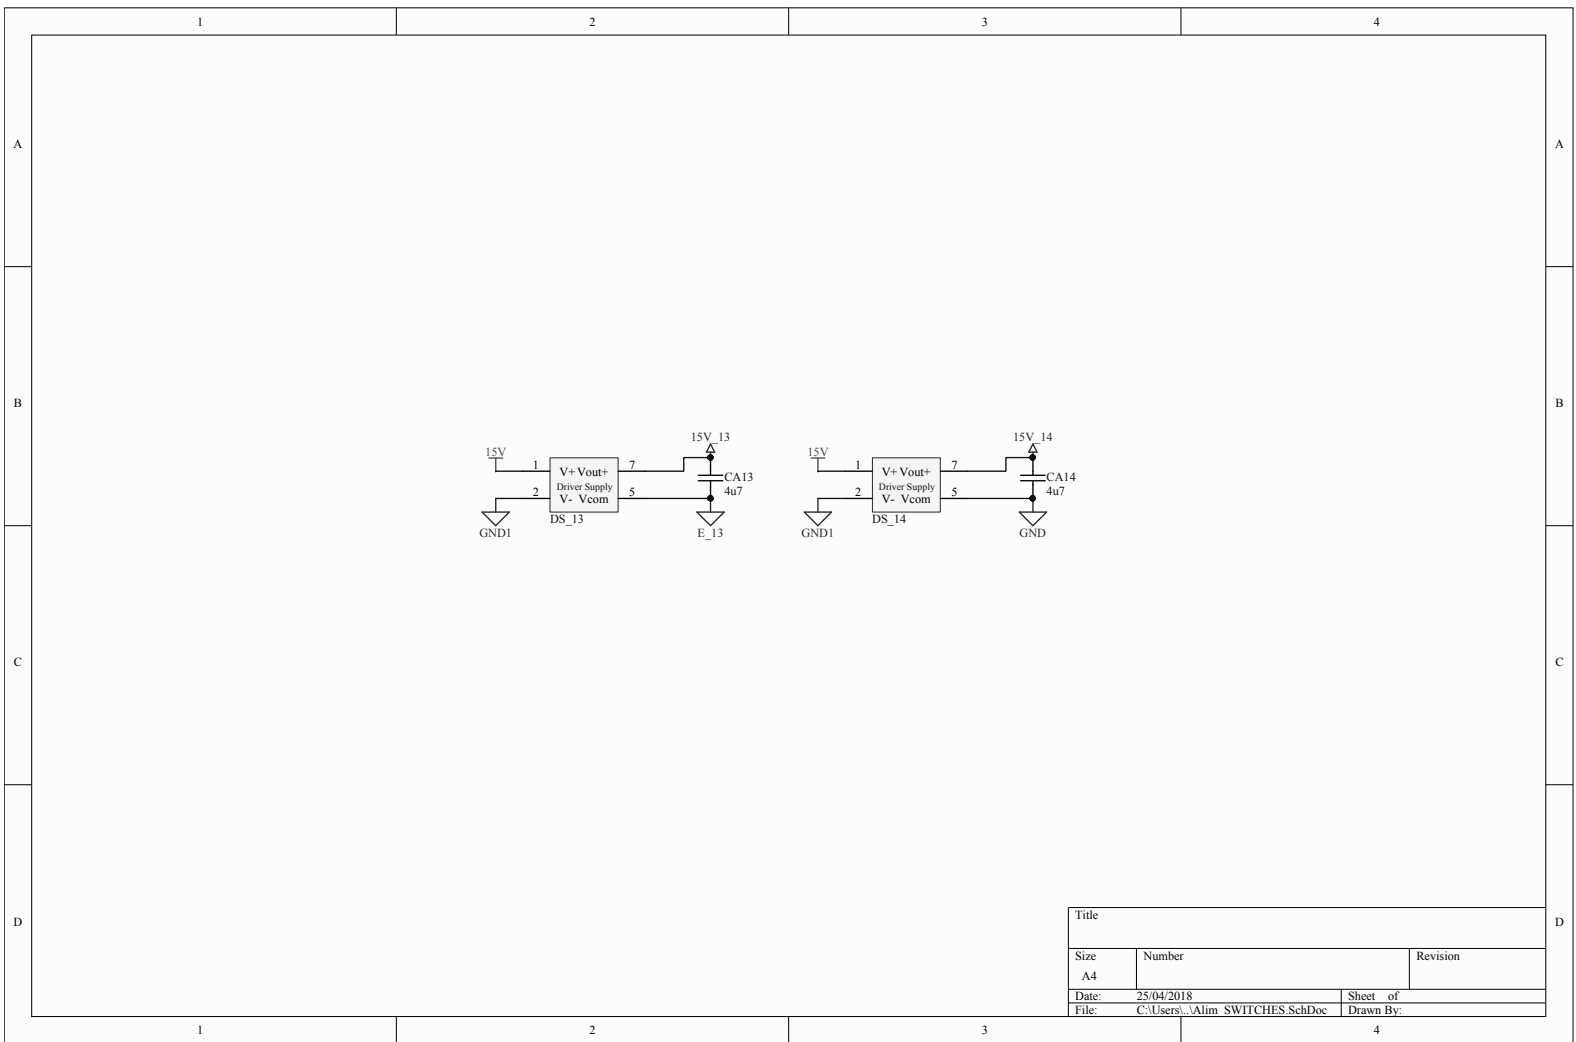 1 2 3 4
A A
15V_13 15V_14
15V 15V
1 V+ Vout+ 7 CA13 1 V+ Vout+ 7 CA14
Driver Supply Driver Supply
2 V- Vcom 5 4u7 2 V- Vcom 5 4u7
DS_13 DS_14
GND1 E_13 GND1 GND
B B
C C
D D
Title
Size Number Revision
A4
Date: 25/04/2018 Sheet of
File: C:\Users\..\Alim_SWITCHES.SchDoc Drawn By:
1 2 3 4